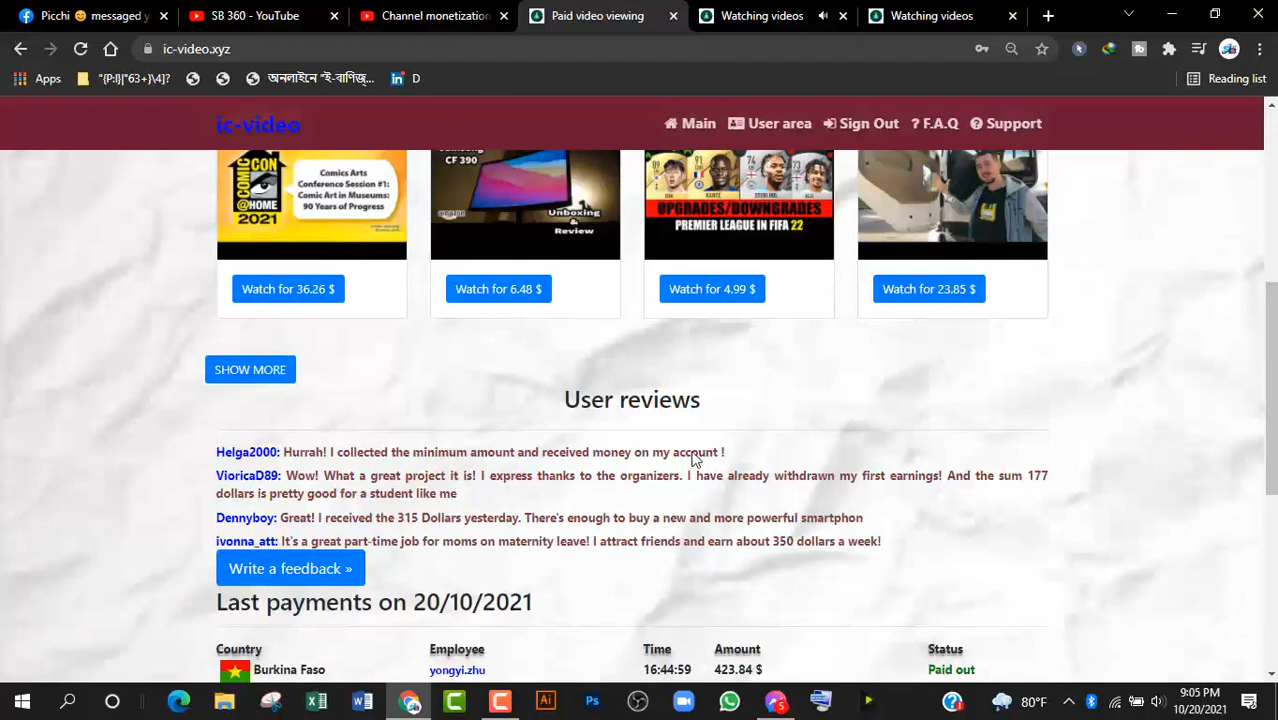 Picchi 😊 messaged y
SB 360 - YouTube
Channel monetization
Paid video viewing
Watching videos
Watching videos
ic-video.xyz
Apps
"{P:I}|"63+}\4]?
অনলাইনে "ই-বাণিজ্...
D
Reading list
ic-video
Main
User area
Sign Out
? F.A.Q
Support
COMIC CON @HOME 2021
Comics Arts
Conference Session #1:
Comic Art in Museums:
90 Years of Progress
CF 390
amazon
Unboxing
&
Review
SON
KANTE
STERLING
UPGRADES/DOWNGRADES
PREMIER LEAGUE IN FIFA 22
Watch for 36.26 $
Watch for 6.48 $
Watch for 4.99 $
Watch for 23.85 $
SHOW MORE
User reviews
Helga2000: Hurrah! I collected the minimum amount and received money on my account !
VioricaD89: Wow! What a great project it is! I express thanks to the organizers. I have already withdrawn my first earnings! And the sum 177
dollars is pretty good for a student like me
Dennyboy: Great! I received the 315 Dollars yesterday. There's enough to buy a new and more powerful smartphon
ivonna_att: It's a great part-time job for moms on maternity leave! I attract friends and earn about 350 dollars a week!
Write a feedback »
Last payments on 20/10/2021
Country
Employee
Time
Amount
Status
Burkina Faso
yongyi.zhu
16:44:59
423.84 $
Paid out
80°F
9:05 PM
10/20/2021